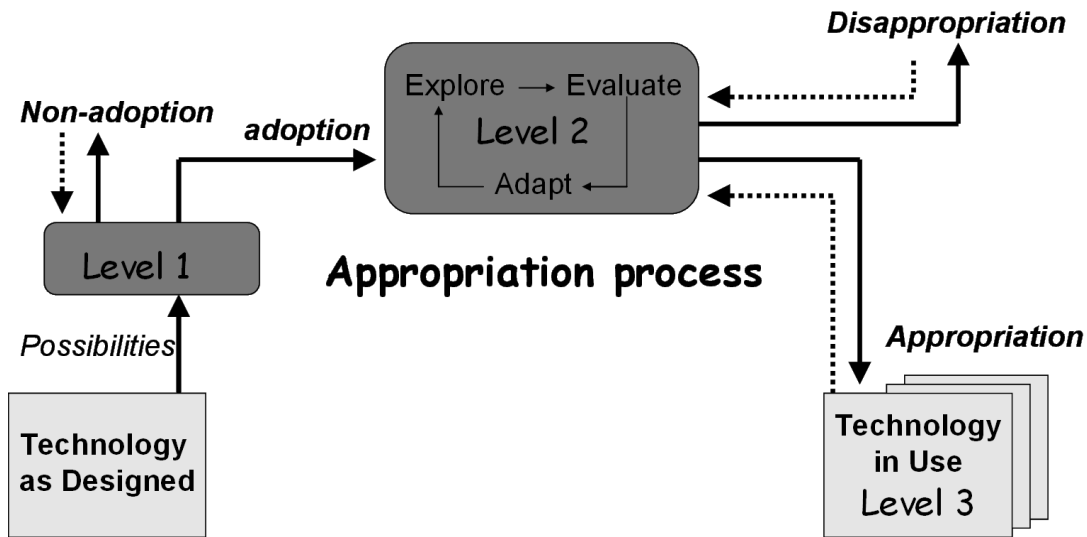 Disappropriation
Non-adoption
adoption
Explore
Evaluate
Level 2
Adapt
Level 1
Appropriation process
Possibilities
Appropriation
Technology
as Designed
Technology
in Use
Level 3